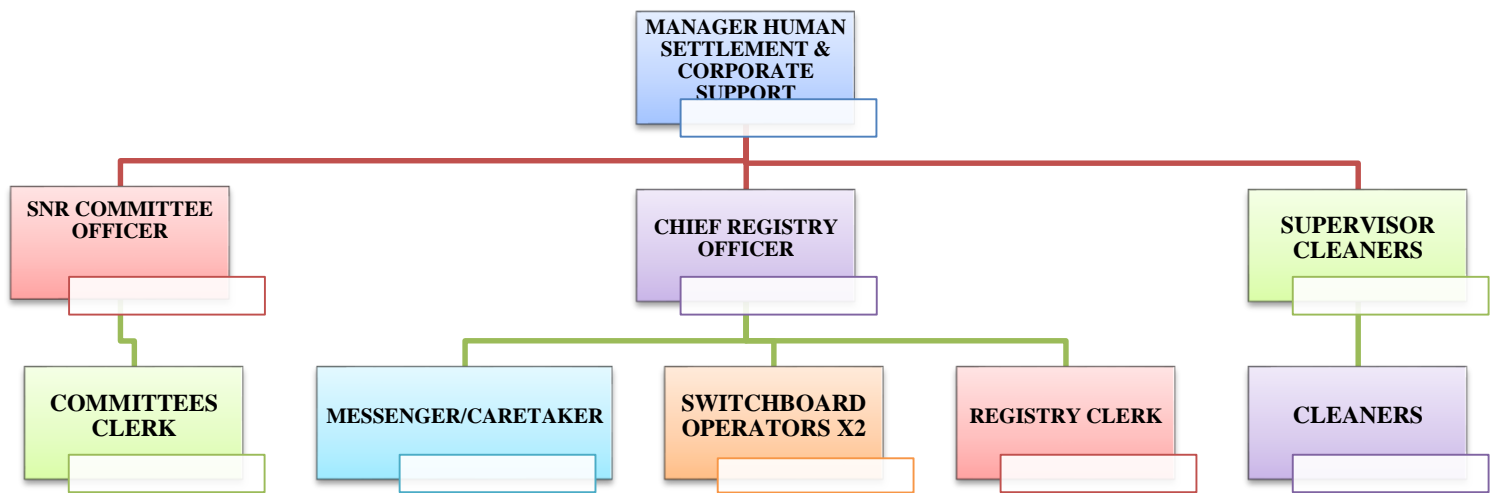 MANAGER HUMAN
SETTLEMENT &
CORPORATE
SUPPORT
SNR COMMITTEE
OFFICER
CHIEF REGISTRY
OFFICER
SUPERVISOR
CLEANERS
COMMITTEES
CLERK
MESSENGER/CARETAKER
SWITCHBOARD
OPERATORS X2
REGISTRY CLERK
CLEANERS